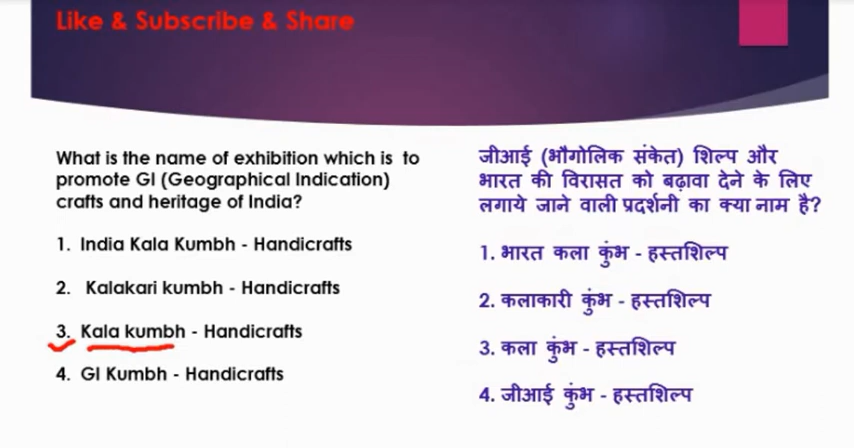 Like & Subscribe & Share
What is the name of exhibition which is to
promote GI (Geographical Indication)
crafts and heritage of India?
1. India Kala Kumbh - Handicrafts
2. Kalakari kumbh - Handicrafts
3. Kala kumbh - Handicrafts
4. GI Kumbh - Handicrafts
जीआई (भौगोलिक संकेत) शिल्प और
भारत की विरासत को बढ़ावा देने के लिए
लगाये जाने वाली प्रदर्शनी का क्या नाम है?
1. भारत कला कुंभ - हस्तशिल्प
2. कलाकारी कुंभ - हस्तशिल्प
3. कला कुंभ - हस्तशिल्प
4. जीआई कुंभ - हस्तशिल्प